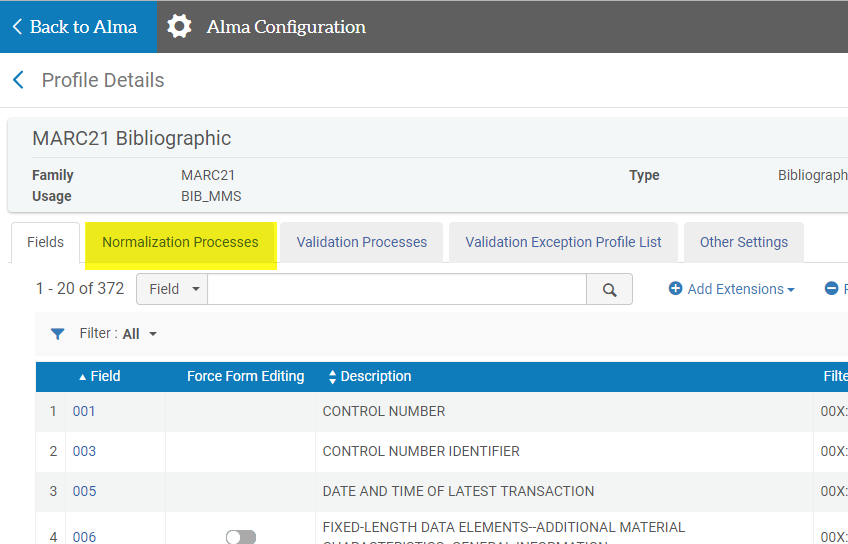 Back to Alma Alma Configuration
Profile Details
MARC21 Bibliographic
Family MARC21 Type Bibliograph
Usage BIB_MMS
Fields Normalization Processes Validation Processes Validation Exception Profile List Other Settings
1 - 20 of 372 Field Add Extensions
Filter : All
Field Force Form Editing Description Filte
1 001 CONTROL NUMBER 00X:
2 003 CONTROL NUMBER IDENTIFIER 00X:
3 005 DATE AND TIME OF LATEST TRANSACTION 00X:
4 006 FIXED-LENGTH DATA ELEMENTS--ADDITIONAL MATERIAL 00X: